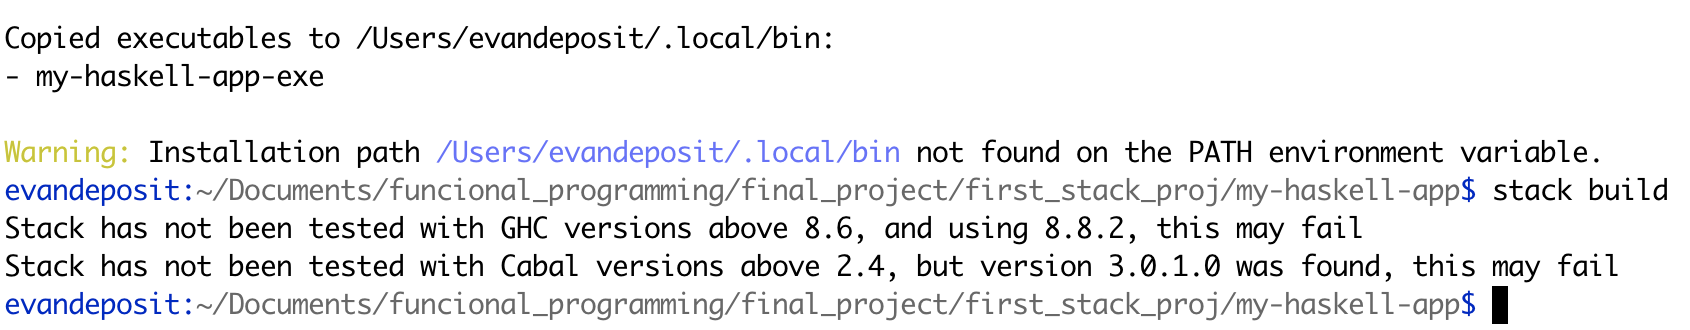 Copied executables to /Users/evandeposit/.local/bin:
- my-haskell-app-exe
Warning: Installation path /Users/evandeposit/.local/bin not found on the PATH environment variable.
evandeposit:~/Documents/funcional_programming/final_project/first_stack_proj/my-haskell-app$ stack build
Stack has not been tested with GHC versions above 8.6, and using 8.8.2, this may fail
Stack has not been tested with Cabal versions above 2.4, but version 3.0.1.0 was found, this may fail
evandeposit:~/Documents/funcional_programming/final_project/first_stack_proj/my-haskell-app$